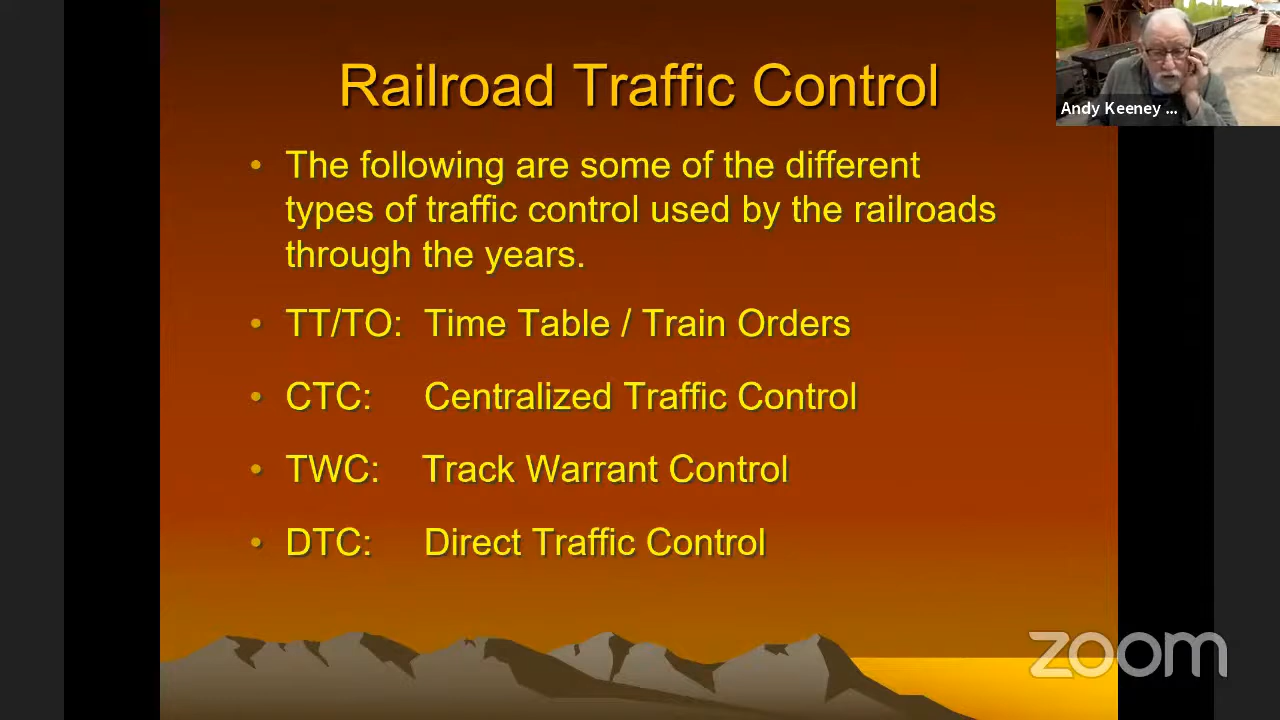 Railroad Traffic Control
Andy Keeney ...
• The following are some of the different
types of traffic control used by the railroads
through the years.
• TT/TO: Time Table / Train Orders
• CTC: Centralized Traffic Control
• TWC: Track Warrant Control
• DTC: Direct Traffic Control
zoom